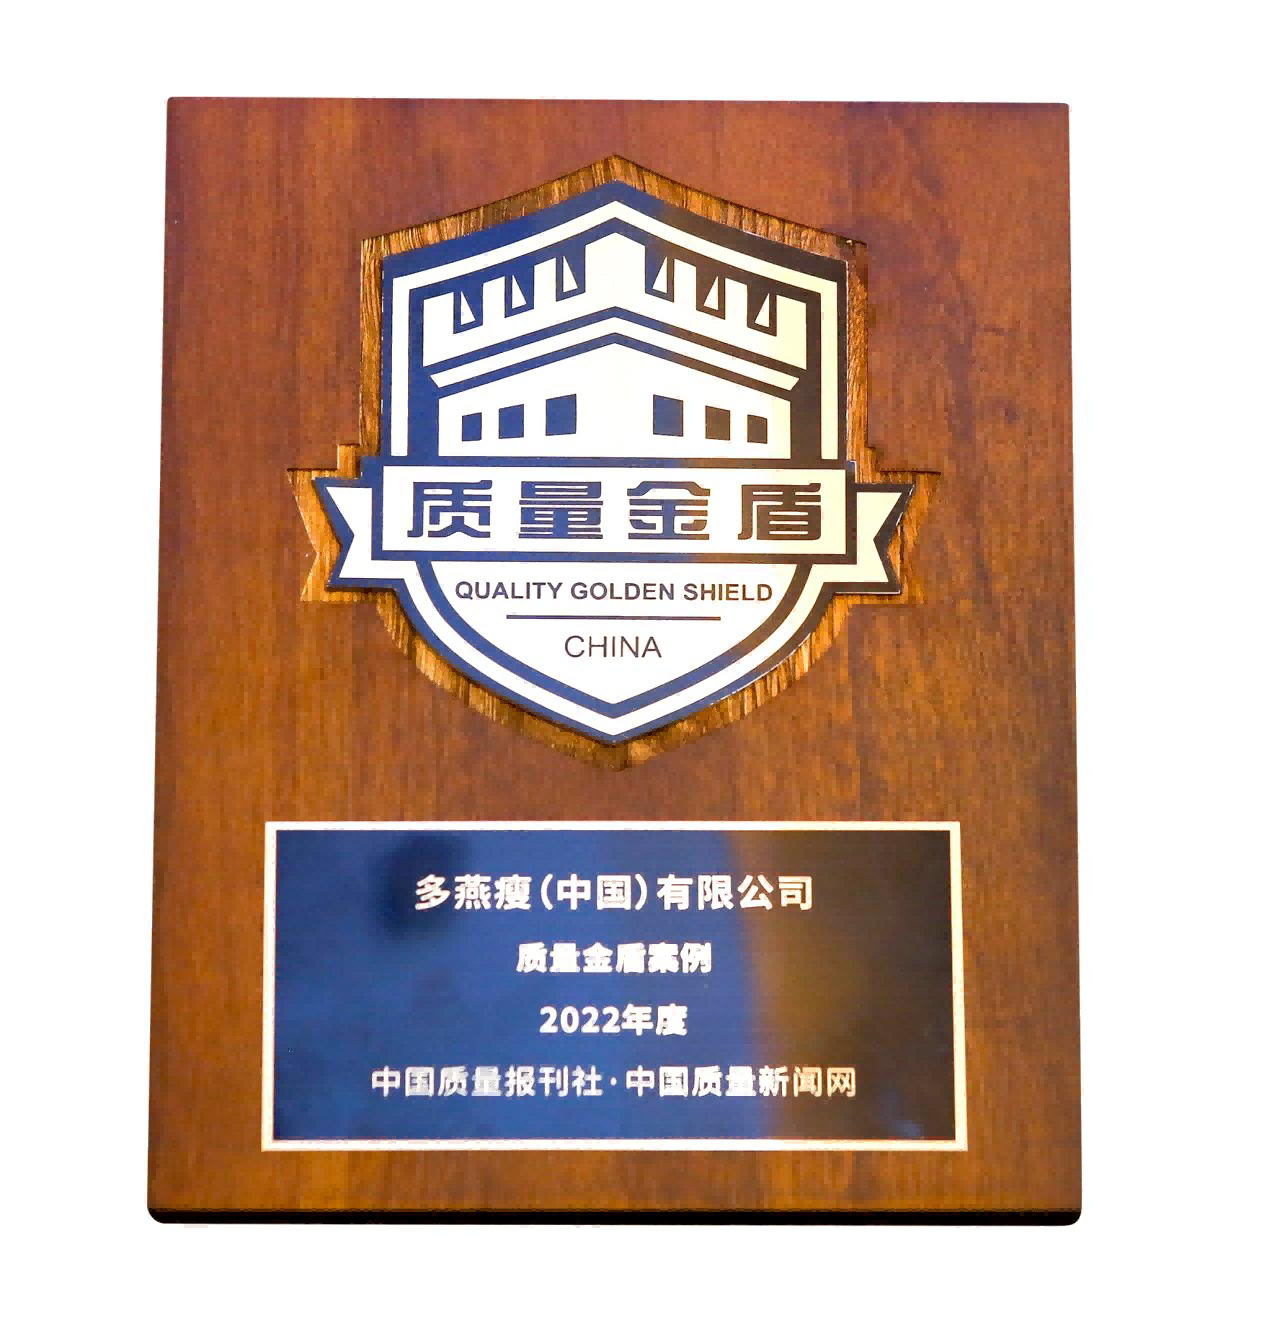 质量金盾
QUALITY GOLDEN SHIELD
CHINA
多燕瘦(中国)有限公司
质量金盾案例
2022年度
中国质量报刊社·中国质量新闻网